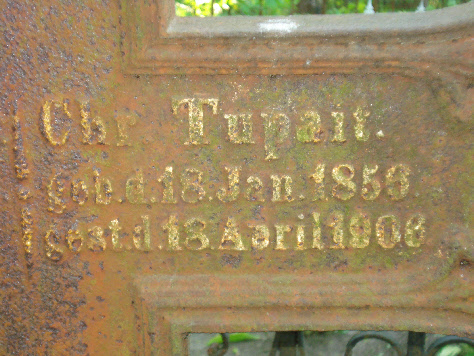 Chr Tupait.
geb. d. 18. Jan. 1859.
gest. d. 18. April 1906